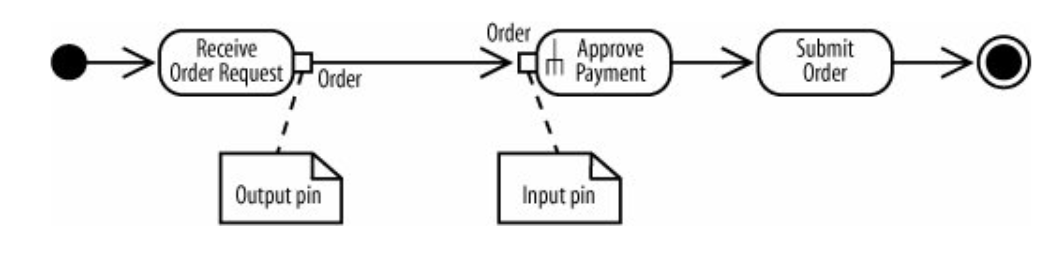 Receive
Order Request
Order
Order
Approve
Payment
Submit
Order
Output pin
Input pin